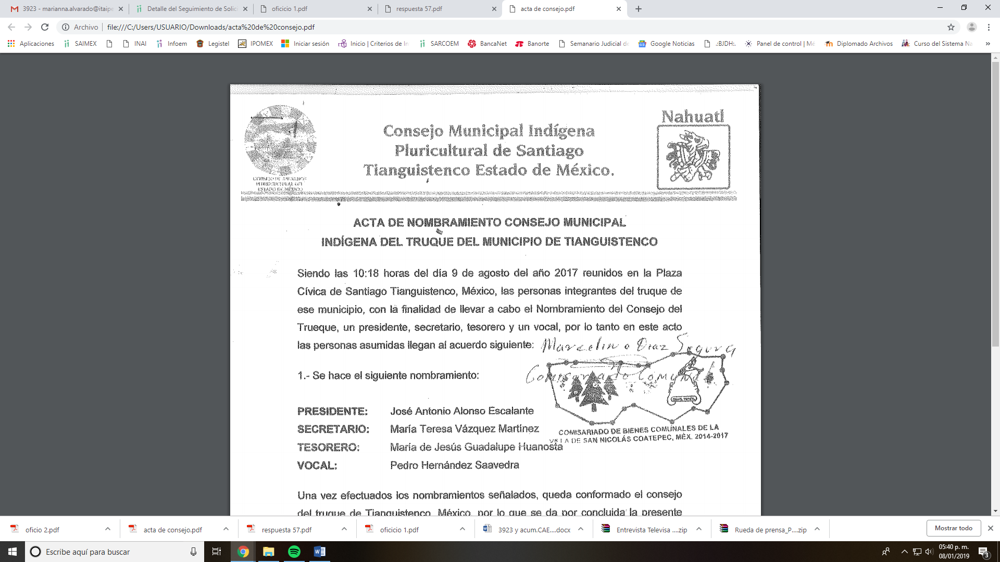 3923 - marianna.alvarado@itaipe
Detalle del Seguimiento de Solici
oficicio 1.pdf
respuesta 57.pdf
acta de consejo.pdf
Archivo
file:///C:/Users/USUARIO/Downloads/acta%20de%20consejo.pdf
Aplicaciones
SAIMEX
INAI
Infoem
Legistel
IPOMEX
Iniciar sesión
Inicio | Criterios de In
SARCOEM
BancaNet
Banorte
Semanario Judicial de
Google Noticias
.:BJDH:.
Panel de control | Mé
Diplomado Archivos
Curso del Sistema Na
Nahuatl
Consejo Municipal Indígena
Pluricultural de Santiago
Tianguistenco Estado de México.
CONSEJO DE ANCIANOS
PLURICULTURAL DEL
ESTADO DE MÉXICO
ACTA DE NOMBRAMIENTO CONSEJO MUNICIPAL
INDÍGENA DEL TRUQUE DEL MUNICIPIO DE TIANGUISTENCO
Siendo las 10:18 horas del día 9 de agosto del año 2017 reunidos en la Plaza
Cívica de Santiago Tianguistenco, México, las personas integrantes del truque de
ese municipio, con la finalidad de llevar a cabo el Nombramiento del Consejo del
Trueque, un presidente, secretario, tesorero y un vocal, por lo tanto en este acto
las personas asumidas llegan al acuerdo siguiente:
Marcelino Diaz Segura
Comisariado Comunal
1.- Se hace el siguiente nombramiento:
PRESIDENTE: José Antonio Alonso Escalante
SECRETARIO: María Teresa Vázquez Martínez
TESORERO: María de Jesús Guadalupe Huanosta
VOCAL: Pedro Hernández Saavedra
COMISARIADO DE BIENES COMUNALES DE LA
VILLA DE SAN NICOLÁS COATEPEC, MÉX. 2014-2017
Una vez efectuados los nombramientos señalados, queda conformado el consejo
del truque de Tianguistenco, México, por lo que se da por concluida la presente
oficio 2.pdf
acta de consejo.pdf
respuesta 57.pdf
oficicio 1.pdf
3923 y acum.CAE....docx
Entrevista Televisa ....zip
Rueda de prensa_P....zip
Mostrar todo
Escribe aquí para buscar
05:40 p. m.
08/01/2019
3